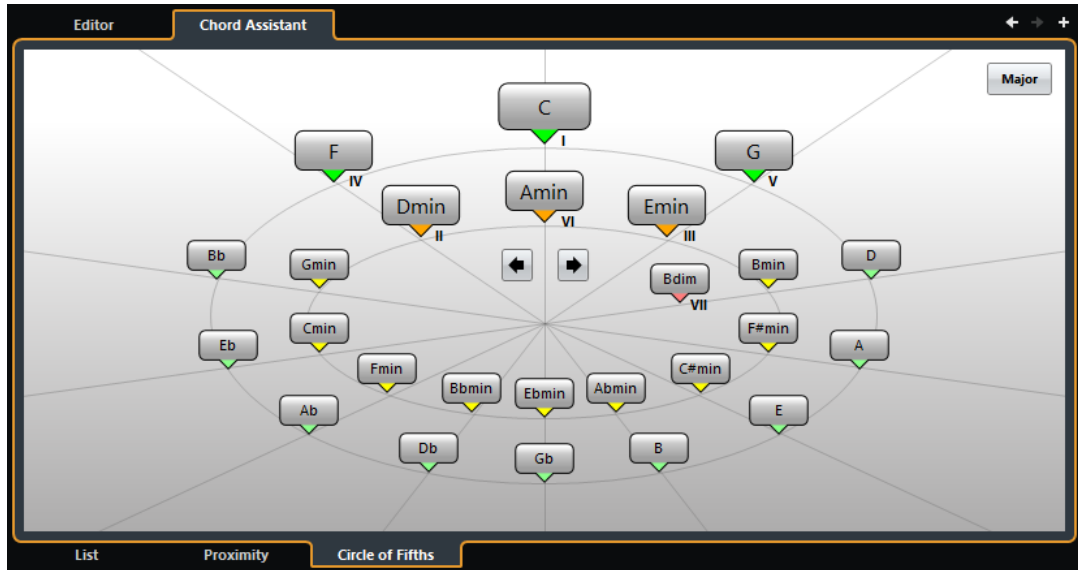 Editor
Chord Assistant
Major
C
I
F
IV
G
V
Dmin
II
Amin
VI
Emin
III
Bb
Gmin
Bdim
VII
Bmin
D
Eb
Cmin
F#min
A
Fmin
C#min
Ab
Bbmin
Ebmin
Abmin
E
Db
Gb
B
List
Proximity
Circle of Fifths